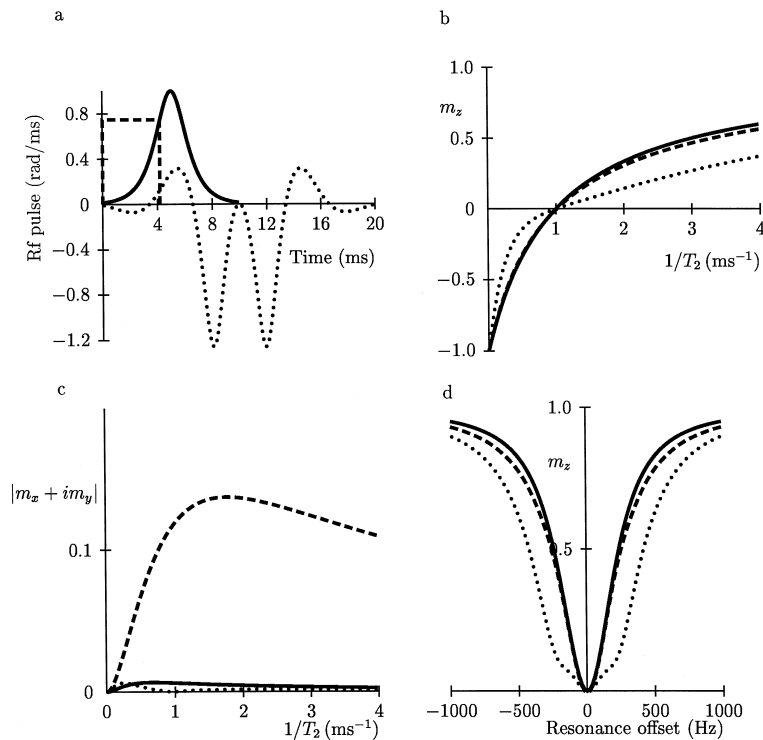 a
Rf pulse (rad/ms)
0.8
0.4
0
−0.4
−0.8
−1.2
4
8
12
16
20
Time (ms)
b
1.0
m_z
0.5
0
−0.5
−1.0
1
2
3
4
1/T_2 (ms^{−1})
c
|m_x + im_y|
0.1
0
0
1
2
3
4
1/T_2 (ms^{−1})
d
1.0
m_z
0.5
−1000
−500
0
500
1000
Resonance offset (Hz)